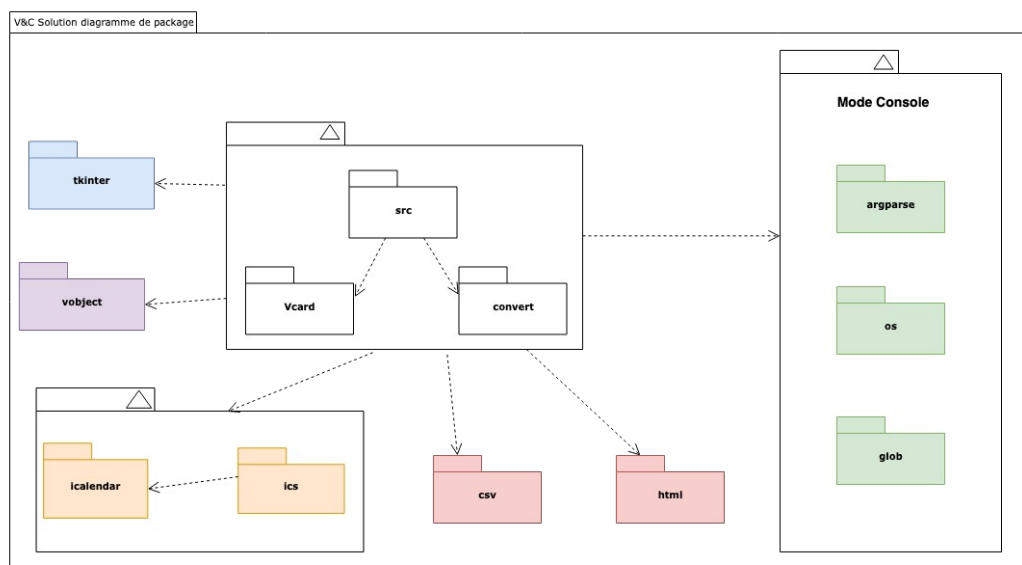 V&C Solution diagramme de package
Mode Console
tkinter
src
argparse
vobject
Vcard
convert
os
icalendar
ics
csv
html
glob